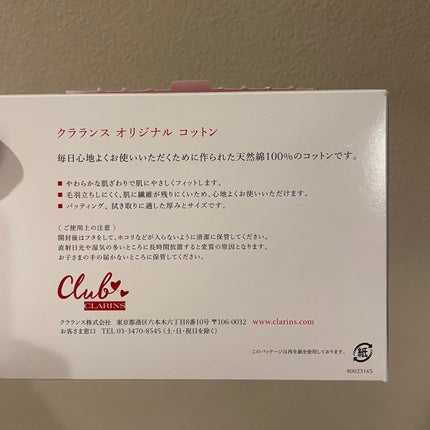 クラランス オリジナル コットン
毎日心地よくお使いいただくために作られた天然綿100%のコットンです。
■ やわらかな肌ざわりで肌にやさしくフィットします。
■ 毛羽立ちしにくく、肌に繊維が残りにくいため、心地よくお使いいただけます。
■ パッティング、拭き取りに適した厚みとサイズです。
〈 ご使用上の注意 〉
開封後はフタをして、ホコリなどが入らないように清潔に保管してください。
直射日光や湿気の多いところに長時間放置すると変質の原因となります。
お子さまの手の届かないところに保管してください。
Club
CLARINS
クラランス株式会社 東京都港区六本木六丁目8番10号 〒106-0032 www.clarins.com
お客さま窓口 TEL 03-3470-8545 (土・日・祝日を除く)
このパッケージは再生紙を使用しています。
紙
80023165